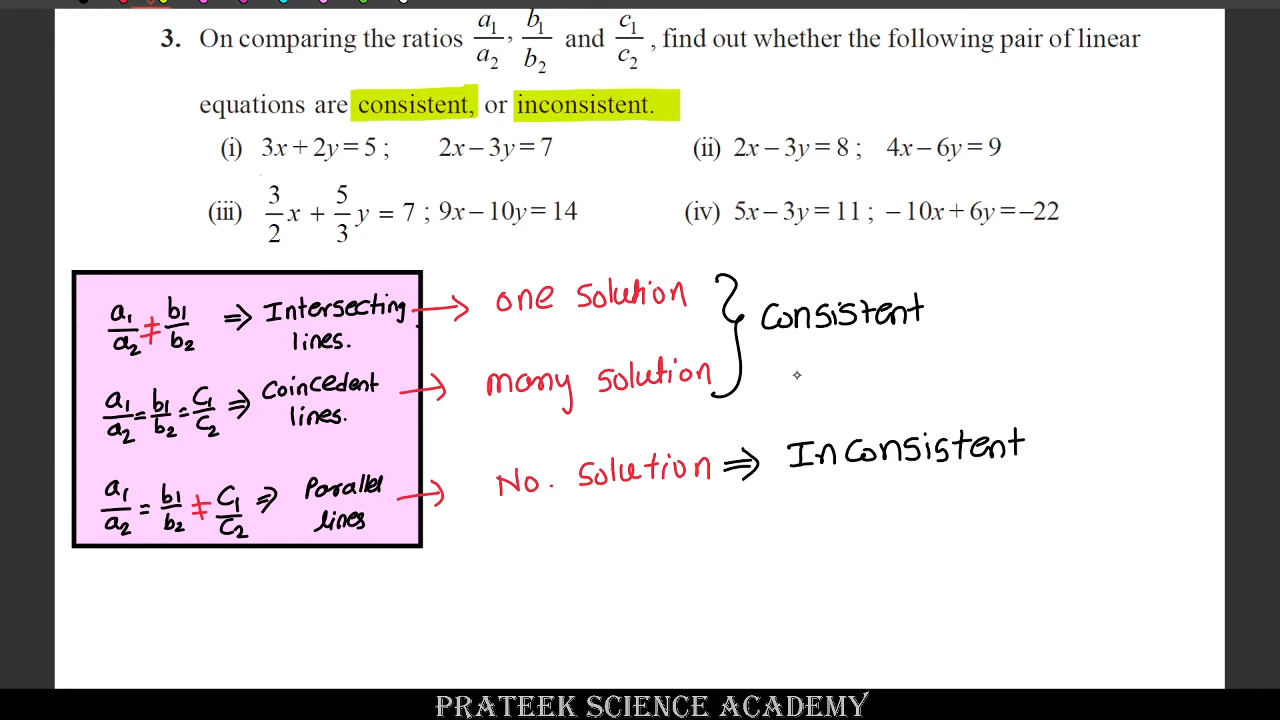 3. On comparing the ratios a₁/a₂, b₁/b₂ and c₁/c₂, find out whether the following pair of linear
equations are consistent, or inconsistent.
(i) 3x + 2y = 5 ; 2x – 3y = 7 (ii) 2x – 3y = 8 ; 4x – 6y = 9
(iii) 3/2 x + 5/3 y = 7 ; 9x – 10y = 14 (iv) 5x – 3y = 11 ; – 10x + 6y = –22
a₁/a₂ ≠ b₁/b₂ ⇒ Intersecting lines. → one solution
a₁/a₂ = b₁/b₂ = c₁/c₂ ⇒ Coincedent lines. → many solution
} Consistent
a₁/a₂ = b₁/b₂ ≠ c₁/c₂ ⇒ Parallel lines → No. solution ⇒ Inconsistent
PRATEEK SCIENCE ACADEMY